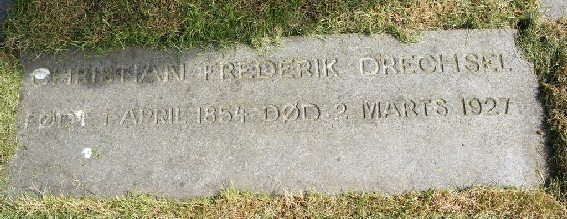 CHRISTIAN FREDERIK DRECHSEL
FØDT 1 APRIL 1854 DØD 2 MARTS 1927